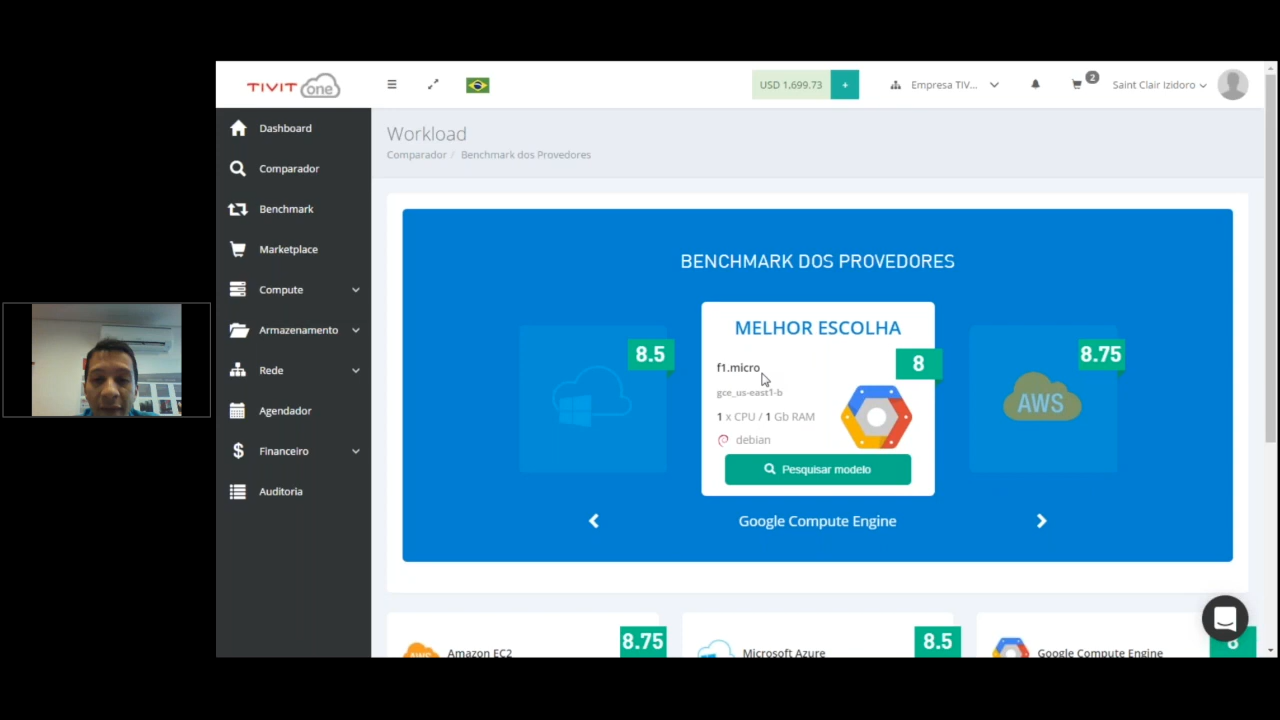 TIVIT one
USD 1,699.73 +
Empresa TIV...
2
Saint Clair Izidoro
Dashboard
Comparador
Benchmark
Marketplace
Compute
Armazenamento
Rede
Agendador
$ Financeiro
Auditoria
Workload
Comparador / Benchmark dos Provedores
BENCHMARK DOS PROVEDORES
8.5
MELHOR ESCOLHA
8
f1.micro
gce_us-east1-b
1 x CPU / 1 Gb RAM
debian
Pesquisar modelo
8.75
AWS
Google Compute Engine
AWS
Amazon EC2
8.75
Microsoft Azure
8.5
Google Compute Engine
8